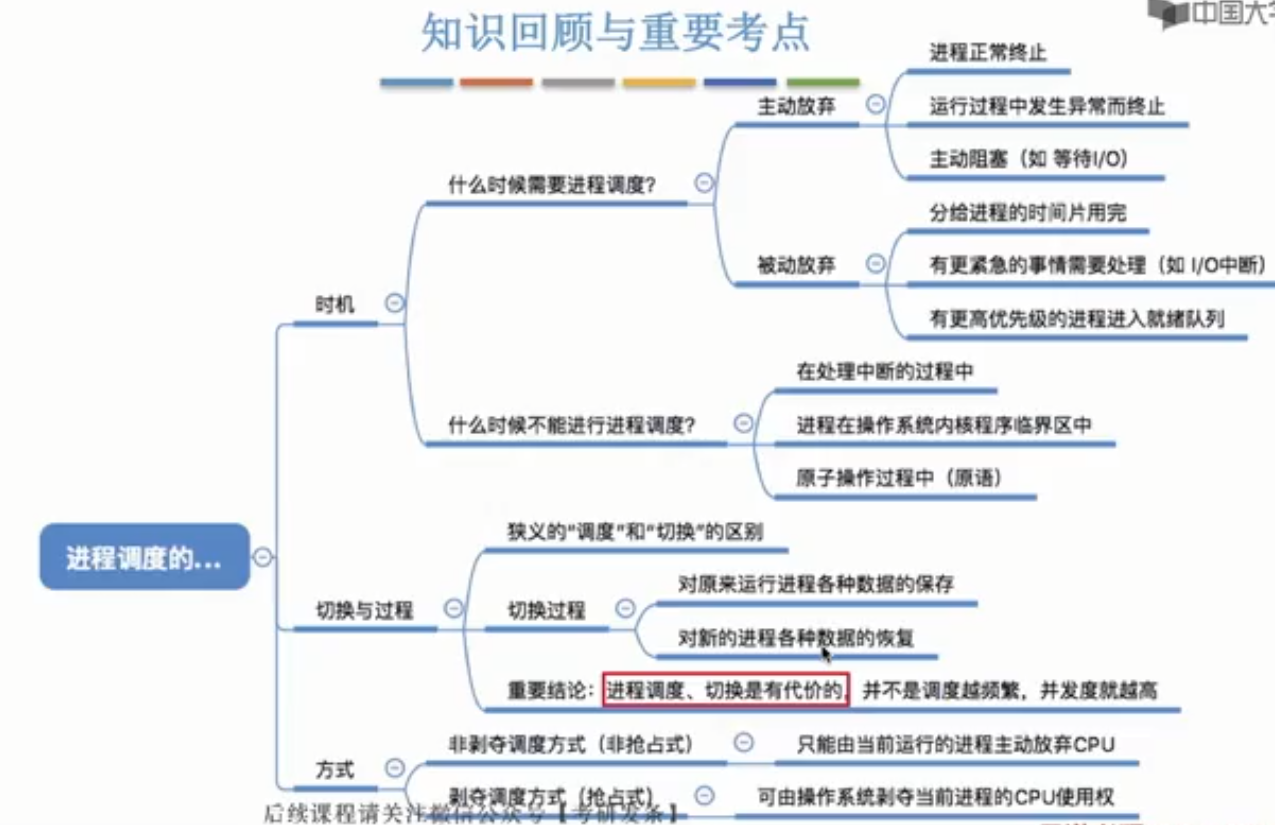 知识回顾与重要考点
中国大学
进程正常终止
主动放弃
运行过程中发生异常而终止
主动阻塞（如 等待I/O）
什么时候需要进程调度？
分给进程的时间片用完
被动放弃
有更紧急的事情需要处理（如 I/O中断）
有更高优先级的进程进入就绪队列
时机
在处理中断的过程中
什么时候不能进行进程调度？
进程在操作系统内核程序临界区中
原子操作过程中（原语）
进程调度的...
狭义的“调度”和“切换”的区别
切换与过程
切换过程
对原来运行进程各种数据的保存
对新的进程各种数据的恢复
重要结论：进程调度、切换是有代价的，并不是调度越频繁，并发度就越高
方式
非剥夺调度方式（非抢占式）
只能由当前运行的进程主动放弃CPU
剥夺调度方式（抢占式）
可由操作系统剥夺当前进程的CPU使用权
后续课程请关注微信公众号【考研发条】